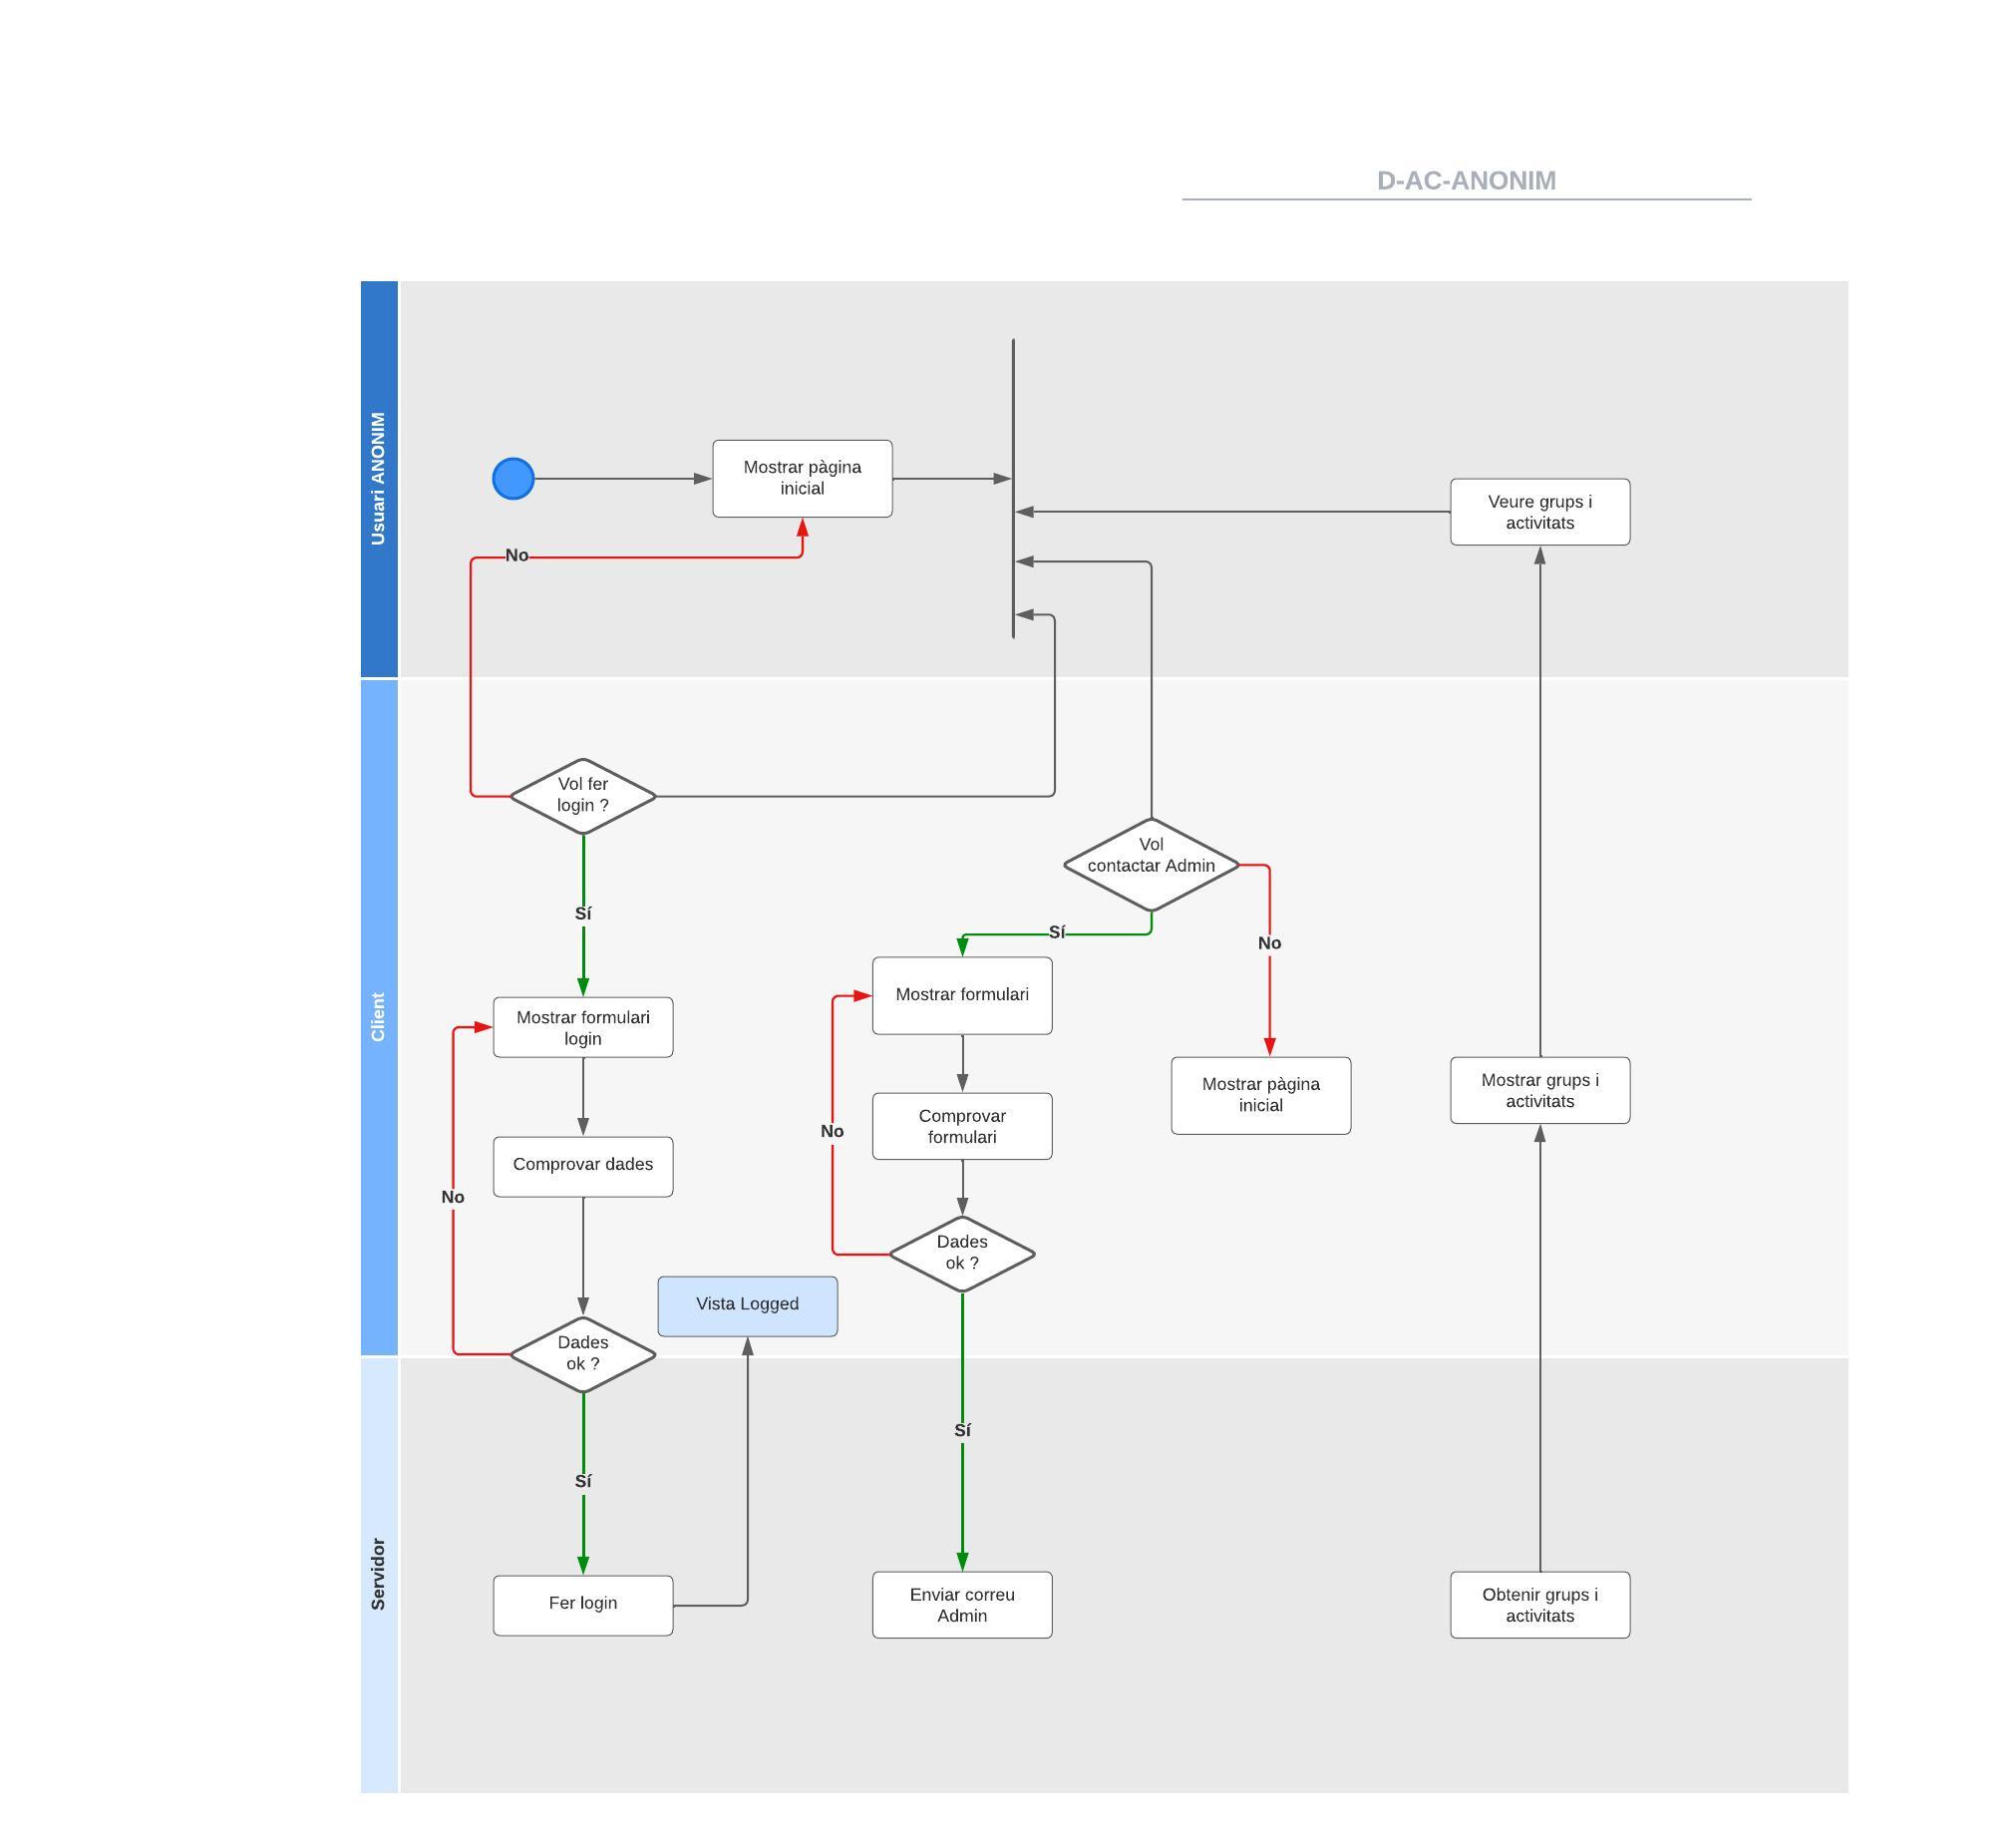 D-AC-ANONIM
Usuari ANONIM
Mostrar pàgina
inicial
Veure grups i
activitats
No
Client
Vol fer
login ?
Vol
contactar Admin
Sí
Sí
No
Mostrar formulari
Mostrar formulari
login
Mostrar pàgina
inicial
Mostrar grups i
activitats
Comprovar
formulari
No
Comprovar dades
No
Dades
ok ?
Vista Logged
Dades
ok ?
Servidor
Sí
Sí
Fer login
Enviar correu
Admin
Obtenir grups i
activitats